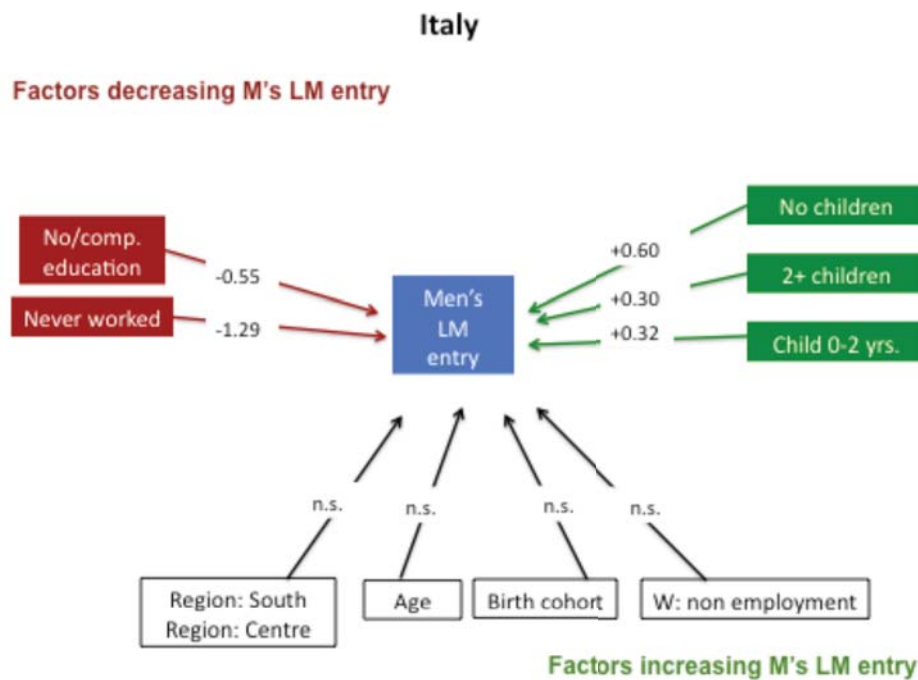 Italy
Factors decreasing M's LM entry
No/comp.
education
Never worked
-0.55
-1.29
Men's
LM
entry
+0.60
+0.30
+0.32
No children
2+ children
Child 0-2 yrs.
n.s.
n.s.
n.s.
n.s.
Region: South
Region: Centre
Age
Birth cohort
W: non employment
Factors increasing M's LM entry